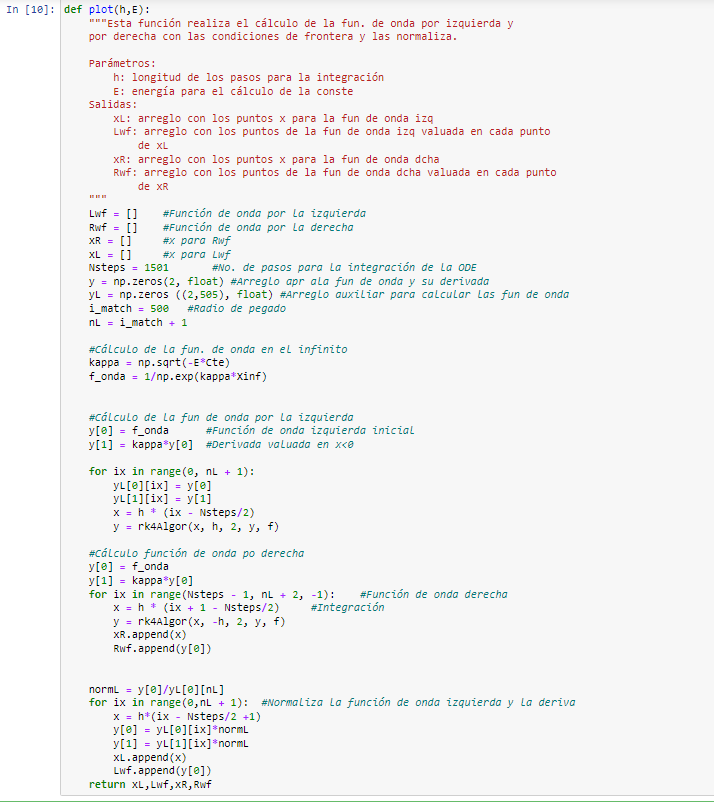 In [10]: def plot(h,E):
"""Esta función realiza el cálculo de la fun. de onda por izquierda y
por derecha con las condiciones de frontera y las normaliza.
Parámetros:
h: longitud de los pasos para la integración
E: energía para el cálculo de la conste
Salidas:
xL: arreglo con los puntos x para la fun de onda izq
Lwf: arreglo con los puntos de la fun de onda izq valuada en cada punto
de xL
xR: arreglo con los puntos x para la fun de onda dcha
Rwf: arreglo con los puntos de la fun de onda dcha valuada en cada punto
de xR
"""
Lwf = [] #Función de onda por la izquierda
Rwf = [] #Función de onda por la derecha
xR = [] #x para Rwf
xL = [] #x para Lwf
Nsteps = 1501 #No. de pasos para la integración de la ODE
y = np.zeros(2, float) #Arreglo apr ala fun de onda y su derivada
yL = np.zeros ((2,505), float) #Arreglo auxiliar para calcular las fun de onda
i_match = 500 #Radio de pegado
nL = i_match + 1
#Cálculo de la fun. de onda en el infinito
kappa = np.sqrt(-E*Cte)
f_onda = 1/np.exp(kappa*Xinf)
#Cálculo de la fun de onda por la izquierda
y[0] = f_onda #Función de onda izquierda inicial
y[1] = kappa*y[0] #Derivada valuada en x<0
for ix in range(0, nL + 1):
yL[0][ix] = y[0]
yL[1][ix] = y[1]
x = h * (ix - Nsteps/2)
y = rk4Algor(x, h, 2, y, f)
#Cálculo función de onda po derecha
y[0] = f_onda
y[1] = kappa*y[0]
for ix in range(Nsteps - 1, nL + 2, -1): #Función de onda derecha
x = h * (ix + 1 - Nsteps/2) #Integración
y = rk4Algor(x, -h, 2, y, f)
xR.append(x)
Rwf.append(y[0])
normL = y[0]/yL[0][nL]
for ix in range(0,nL + 1): #Normaliza la función de onda izquierda y la deriva
x = h*(ix - Nsteps/2 +1)
y[0] = yL[0][ix]*normL
y[1] = yL[1][ix]*normL
xL.append(x)
Lwf.append(y[0])
return xL,Lwf,xR,Rwf